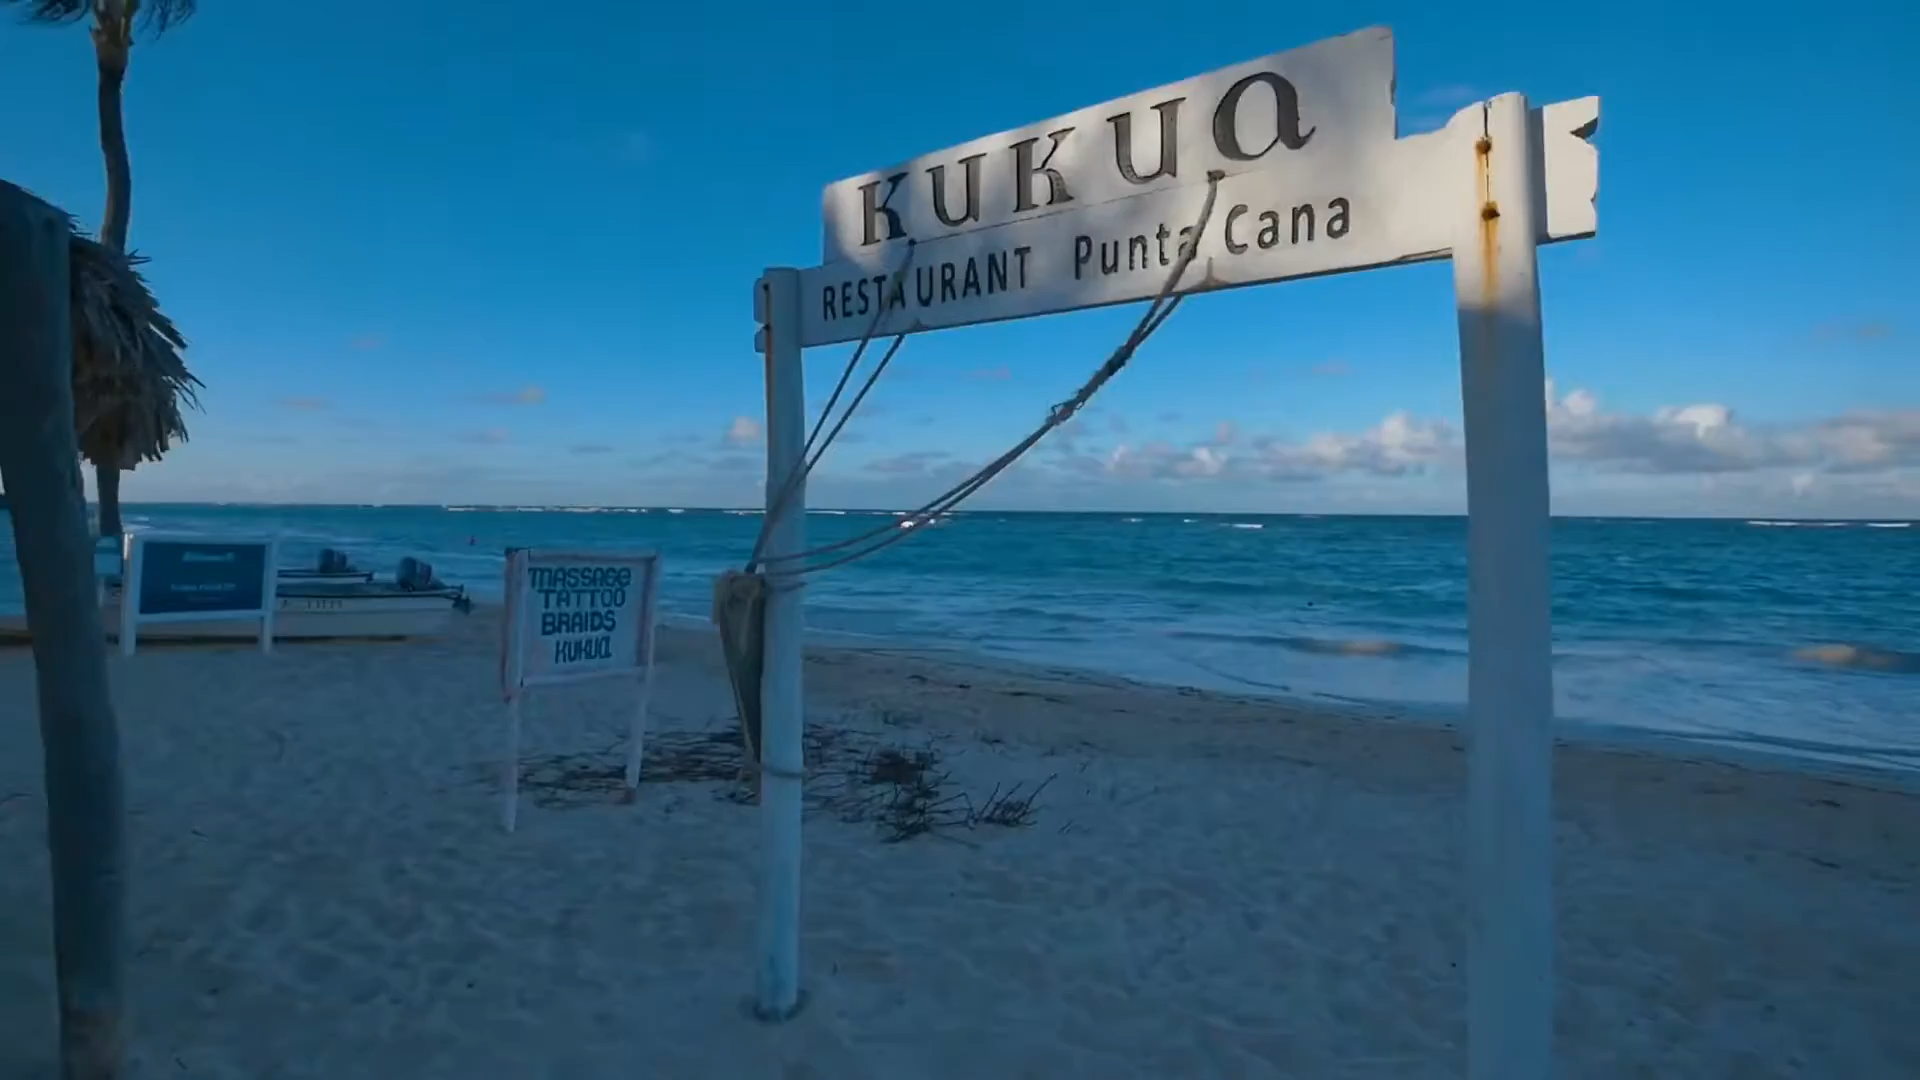 KUKUA
RESTAURANT Punta Cana
MASSAGE
TATTOO
BRAIDS
KUKUA